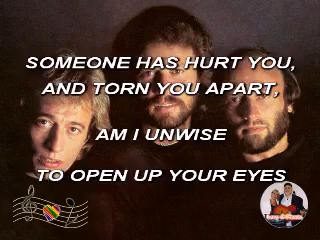 SOMEONE HAS HURT YOU,
AND TORN YOU APART,
AM I UNWISE
TO OPEN UP YOUR EYES